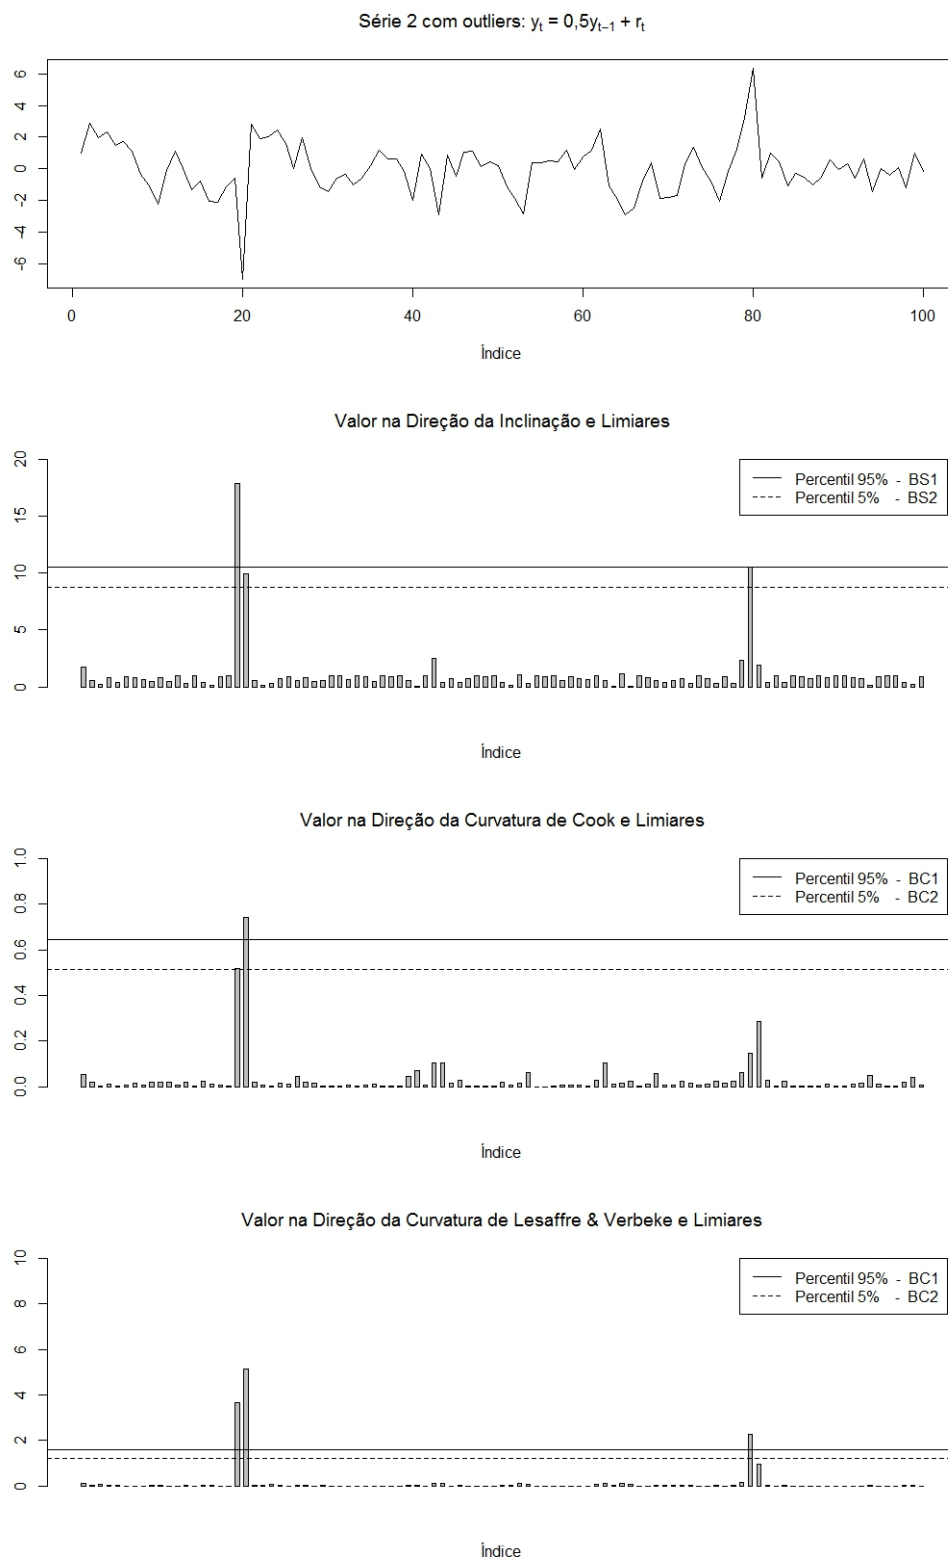 Série 2 com outliers: yₜ = 0,5yₜ₋₁ + rₜ
6
4
2
0
-2
-4
-6
0 20 40 60 80 100
Índice
Valor na Direção da Inclinação e Limiares
20
15
10
5
0
Percentil 95% - BS1
Percentil 5% - BS2
Índice
Valor na Direção da Curvatura de Cook e Limiares
1.0
0.8
0.6
0.4
0.2
0.0
Percentil 95% - BC1
Percentil 5% - BC2
Índice
Valor na Direção da Curvatura de Lesaffre & Verbeke e Limiares
10
8
6
4
2
0
Percentil 95% - BC1
Percentil 5% - BC2
Índice